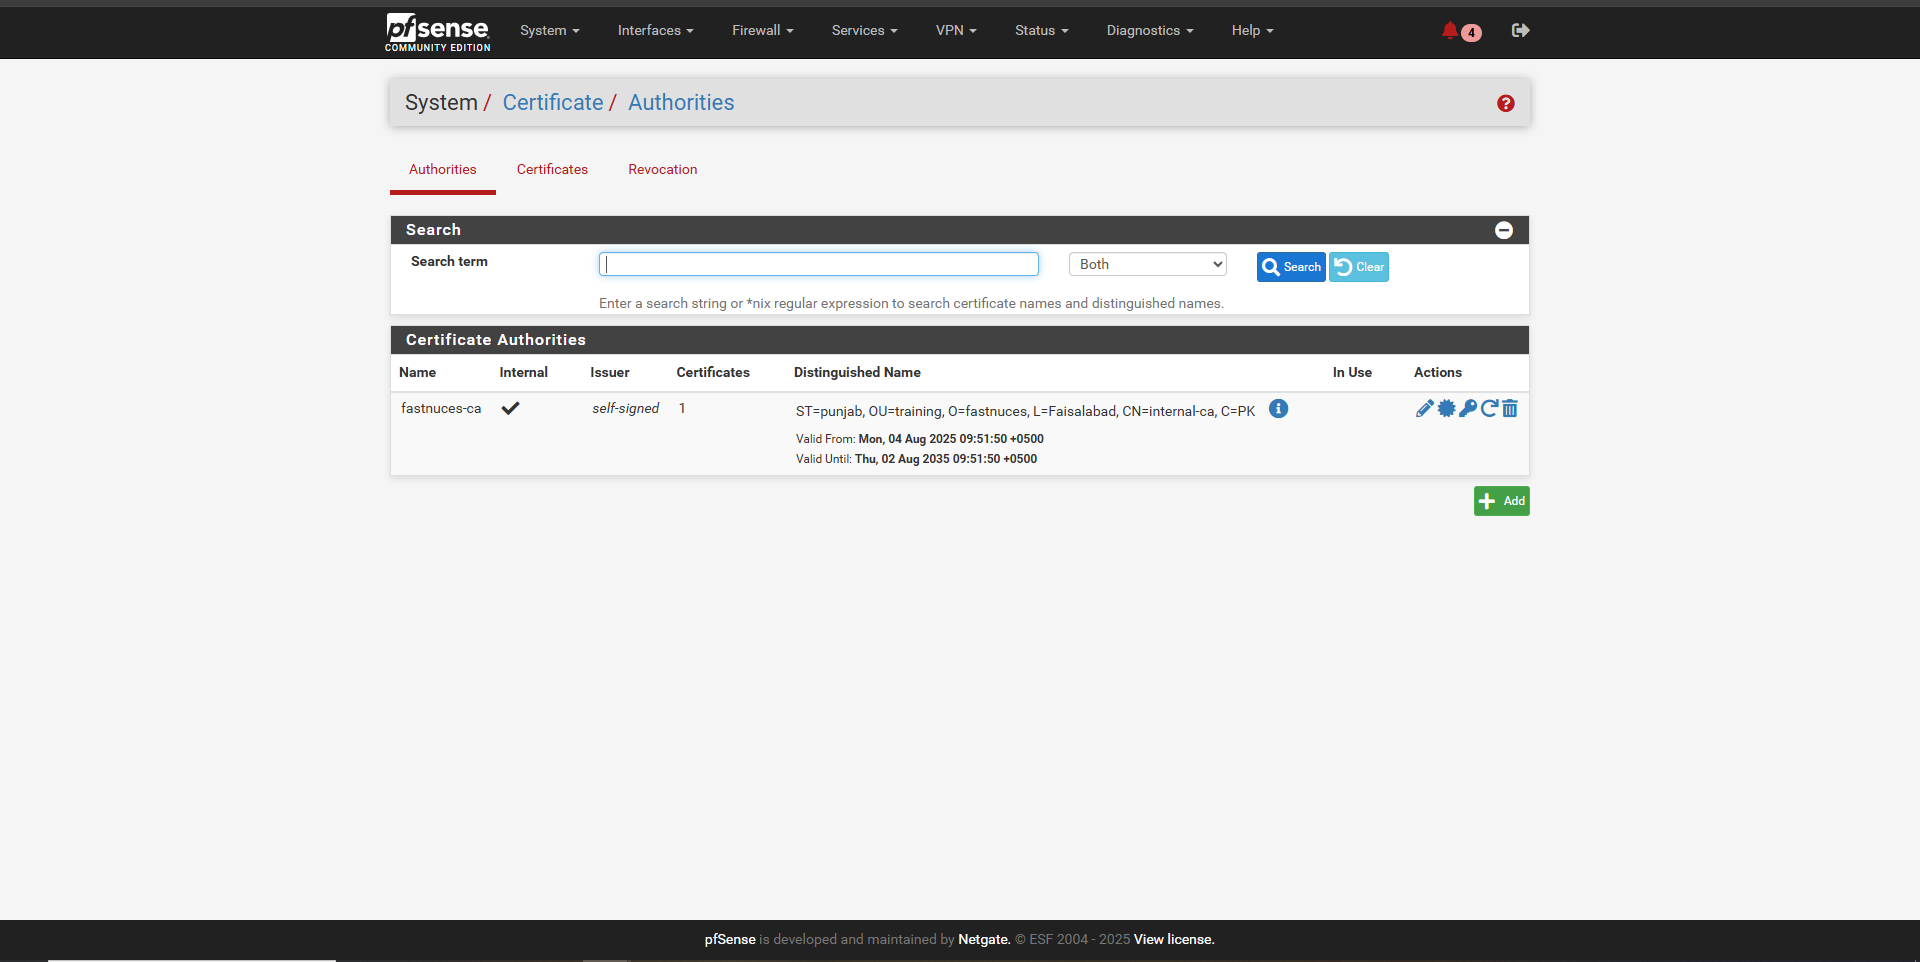 pfsense
COMMUNITY EDITION
System
Interfaces
Firewall
Services
VPN
Status
Diagnostics
Help
4
System / Certificate / Authorities
Authorities
Certificates
Revocation
Search
Search term
Both
Search
Clear
Enter a search string or *nix regular expression to search certificate names and distinguished names.
Certificate Authorities
Name Internal Issuer Certificates Distinguished Name In Use Actions
fastnuces-ca self-signed 1 ST=punjab, OU=training, O=fastnuces, L=Faisalabad, CN=internal-ca, C=PK
Valid From: Mon, 04 Aug 2025 09:51:50 +0500
Valid Until: Thu, 02 Aug 2035 09:51:50 +0500
Add
pfSense is developed and maintained by Netgate. © ESF 2004 - 2025 View license.